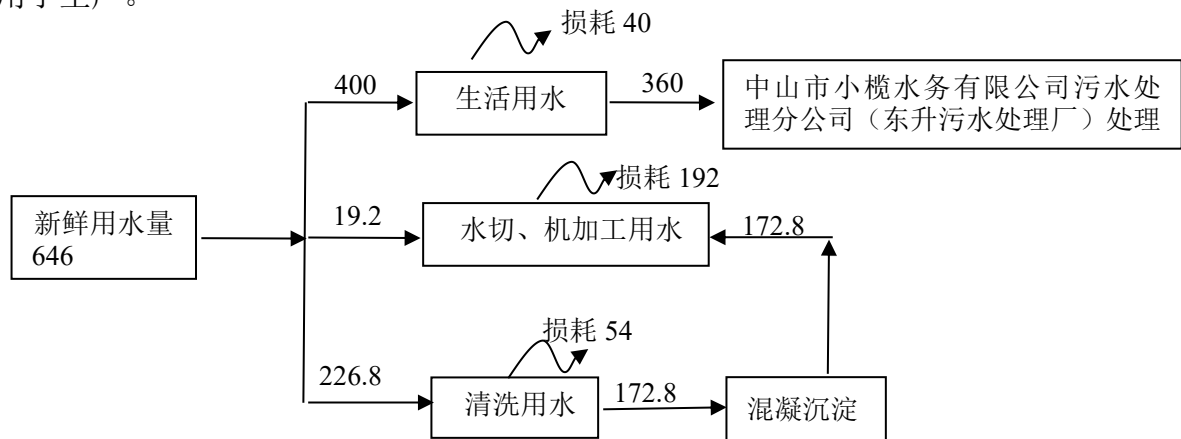 用于生产。
损耗 40
400
生活用水
360
中山市小榄水务有限公司污水处
理分公司（东升污水处理厂）处理
损耗 192
新鲜用水量
646
19.2
水切、机加工用水
172.8
损耗 54
226.8
清洗用水
172.8
混凝沉淀